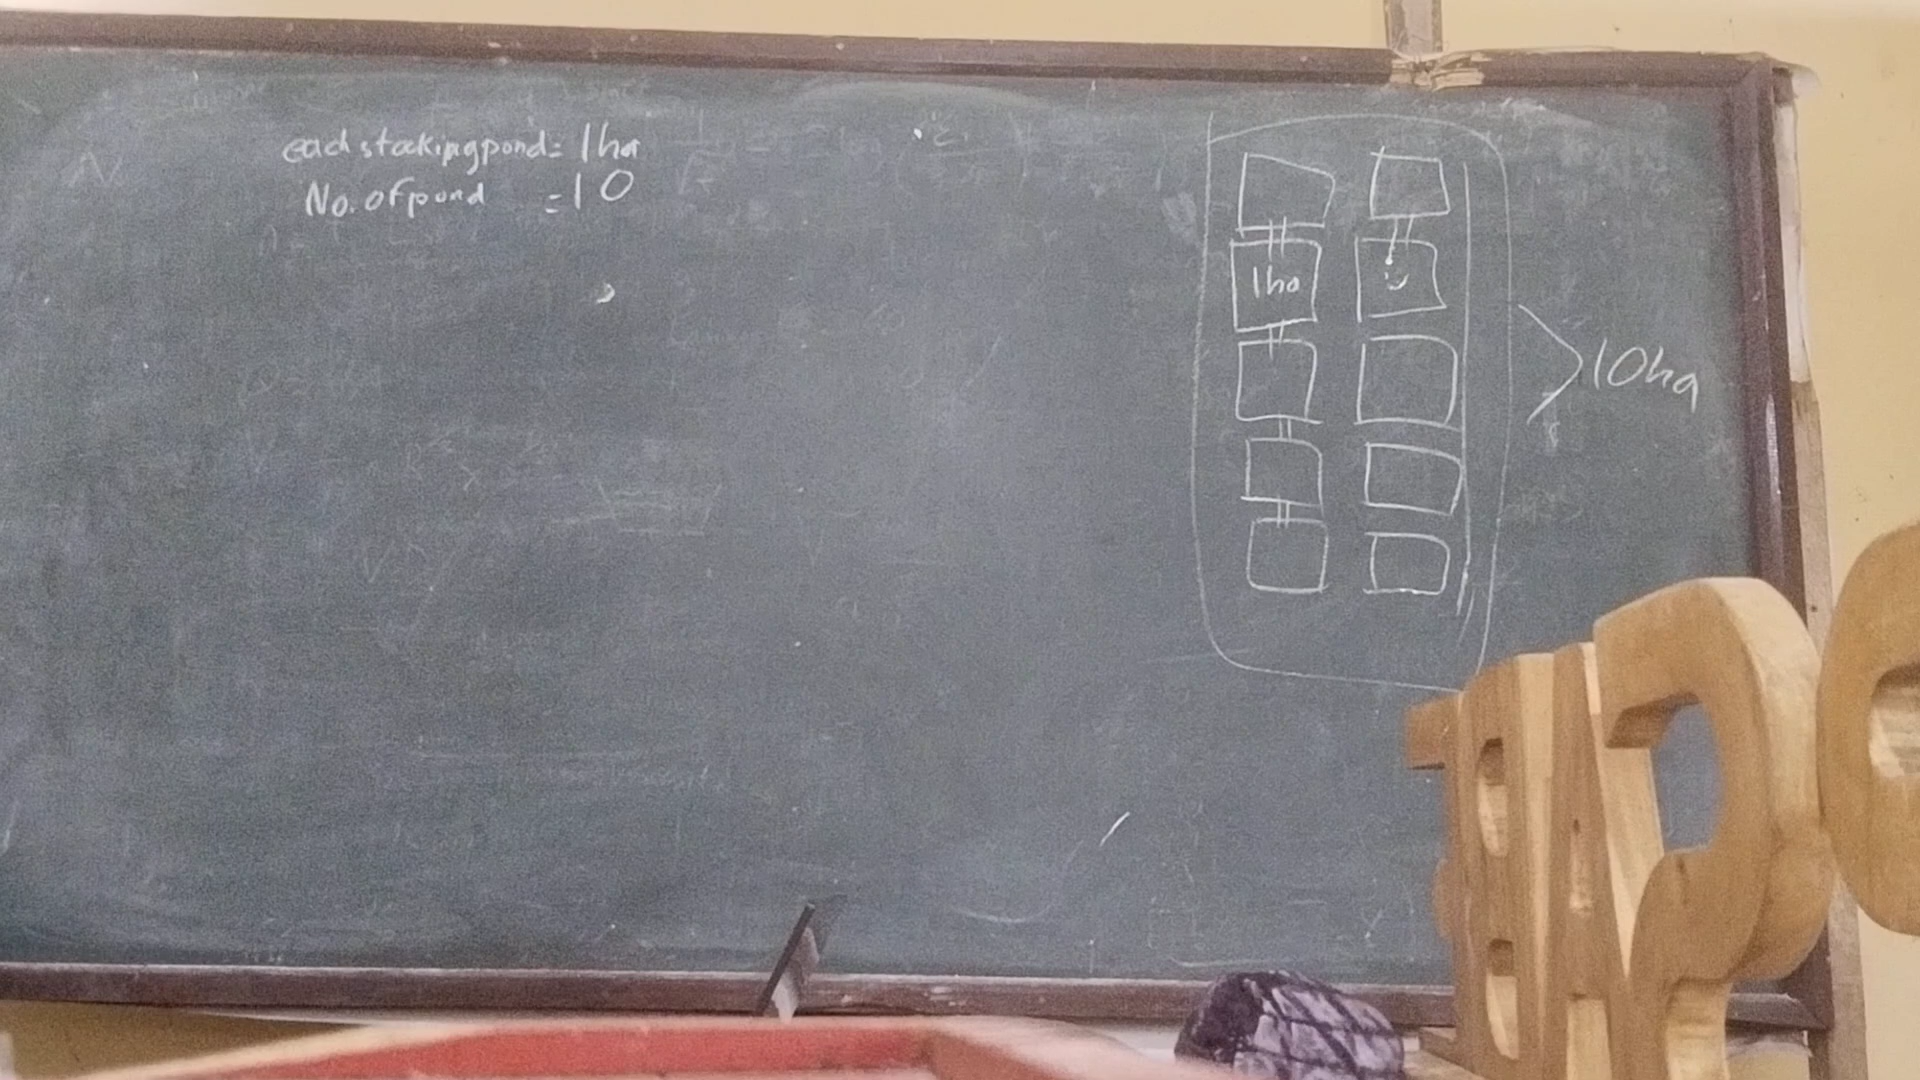 each stocking pond = 1ha
No. of pond = 10
1ha
10ha